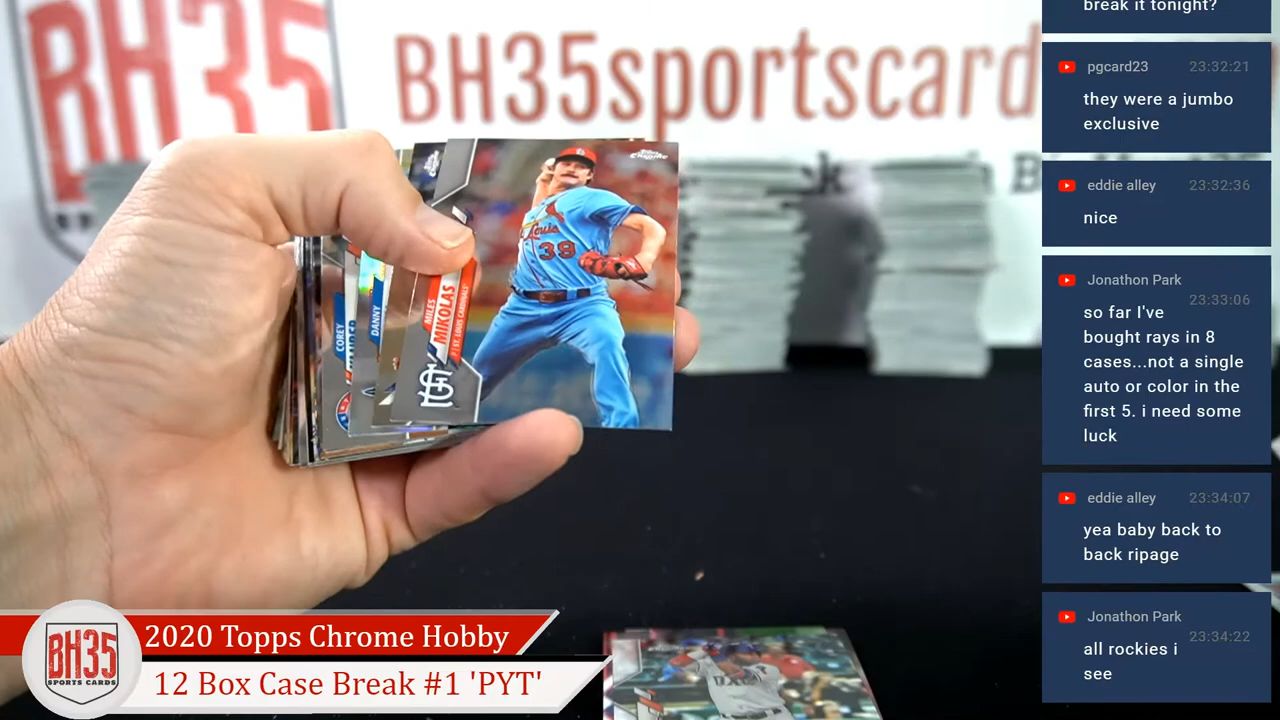 BH35
BH35sportscard
Topps Chrome
St. Louis
39
MILES
MIKOLAS
P | ST. LOUIS CARDINALS
DANNY
COREY
BH35
SPORTS CARDS
2020 Topps Chrome Hobby
12 Box Case Break #1 'PYT'
break it tonight?
pgcard23 23:32:21
they were a jumbo
exclusive
eddie alley 23:32:36
nice
Jonathon Park
23:33:06
so far I've
bought rays in 8
cases...not a single
auto or color in the
first 5. i need some
luck
eddie alley 23:34:07
yea baby back to
back ripage
Jonathon Park
23:34:22
all rockies i
see